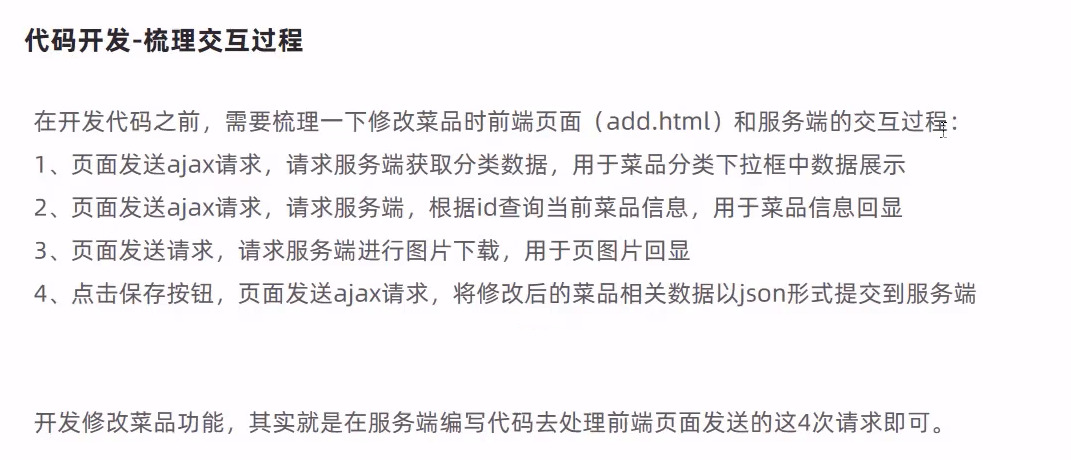 代码开发-梳理交互过程
在开发代码之前，需要梳理一下修改菜品时前端页面（add.html）和服务端的交互过程：
1、页面发送ajax请求，请求服务端获取分类数据，用于菜品分类下拉框中数据展示
2、页面发送ajax请求，请求服务端，根据id查询当前菜品信息，用于菜品信息回显
3、页面发送请求，请求服务端进行图片下载，用于页图片回显
4、点击保存按钮，页面发送ajax请求，将修改后的菜品相关数据以json形式提交到服务端
开发修改菜品功能，其实就是在服务端编写代码去处理前端页面发送的这4次请求即可。